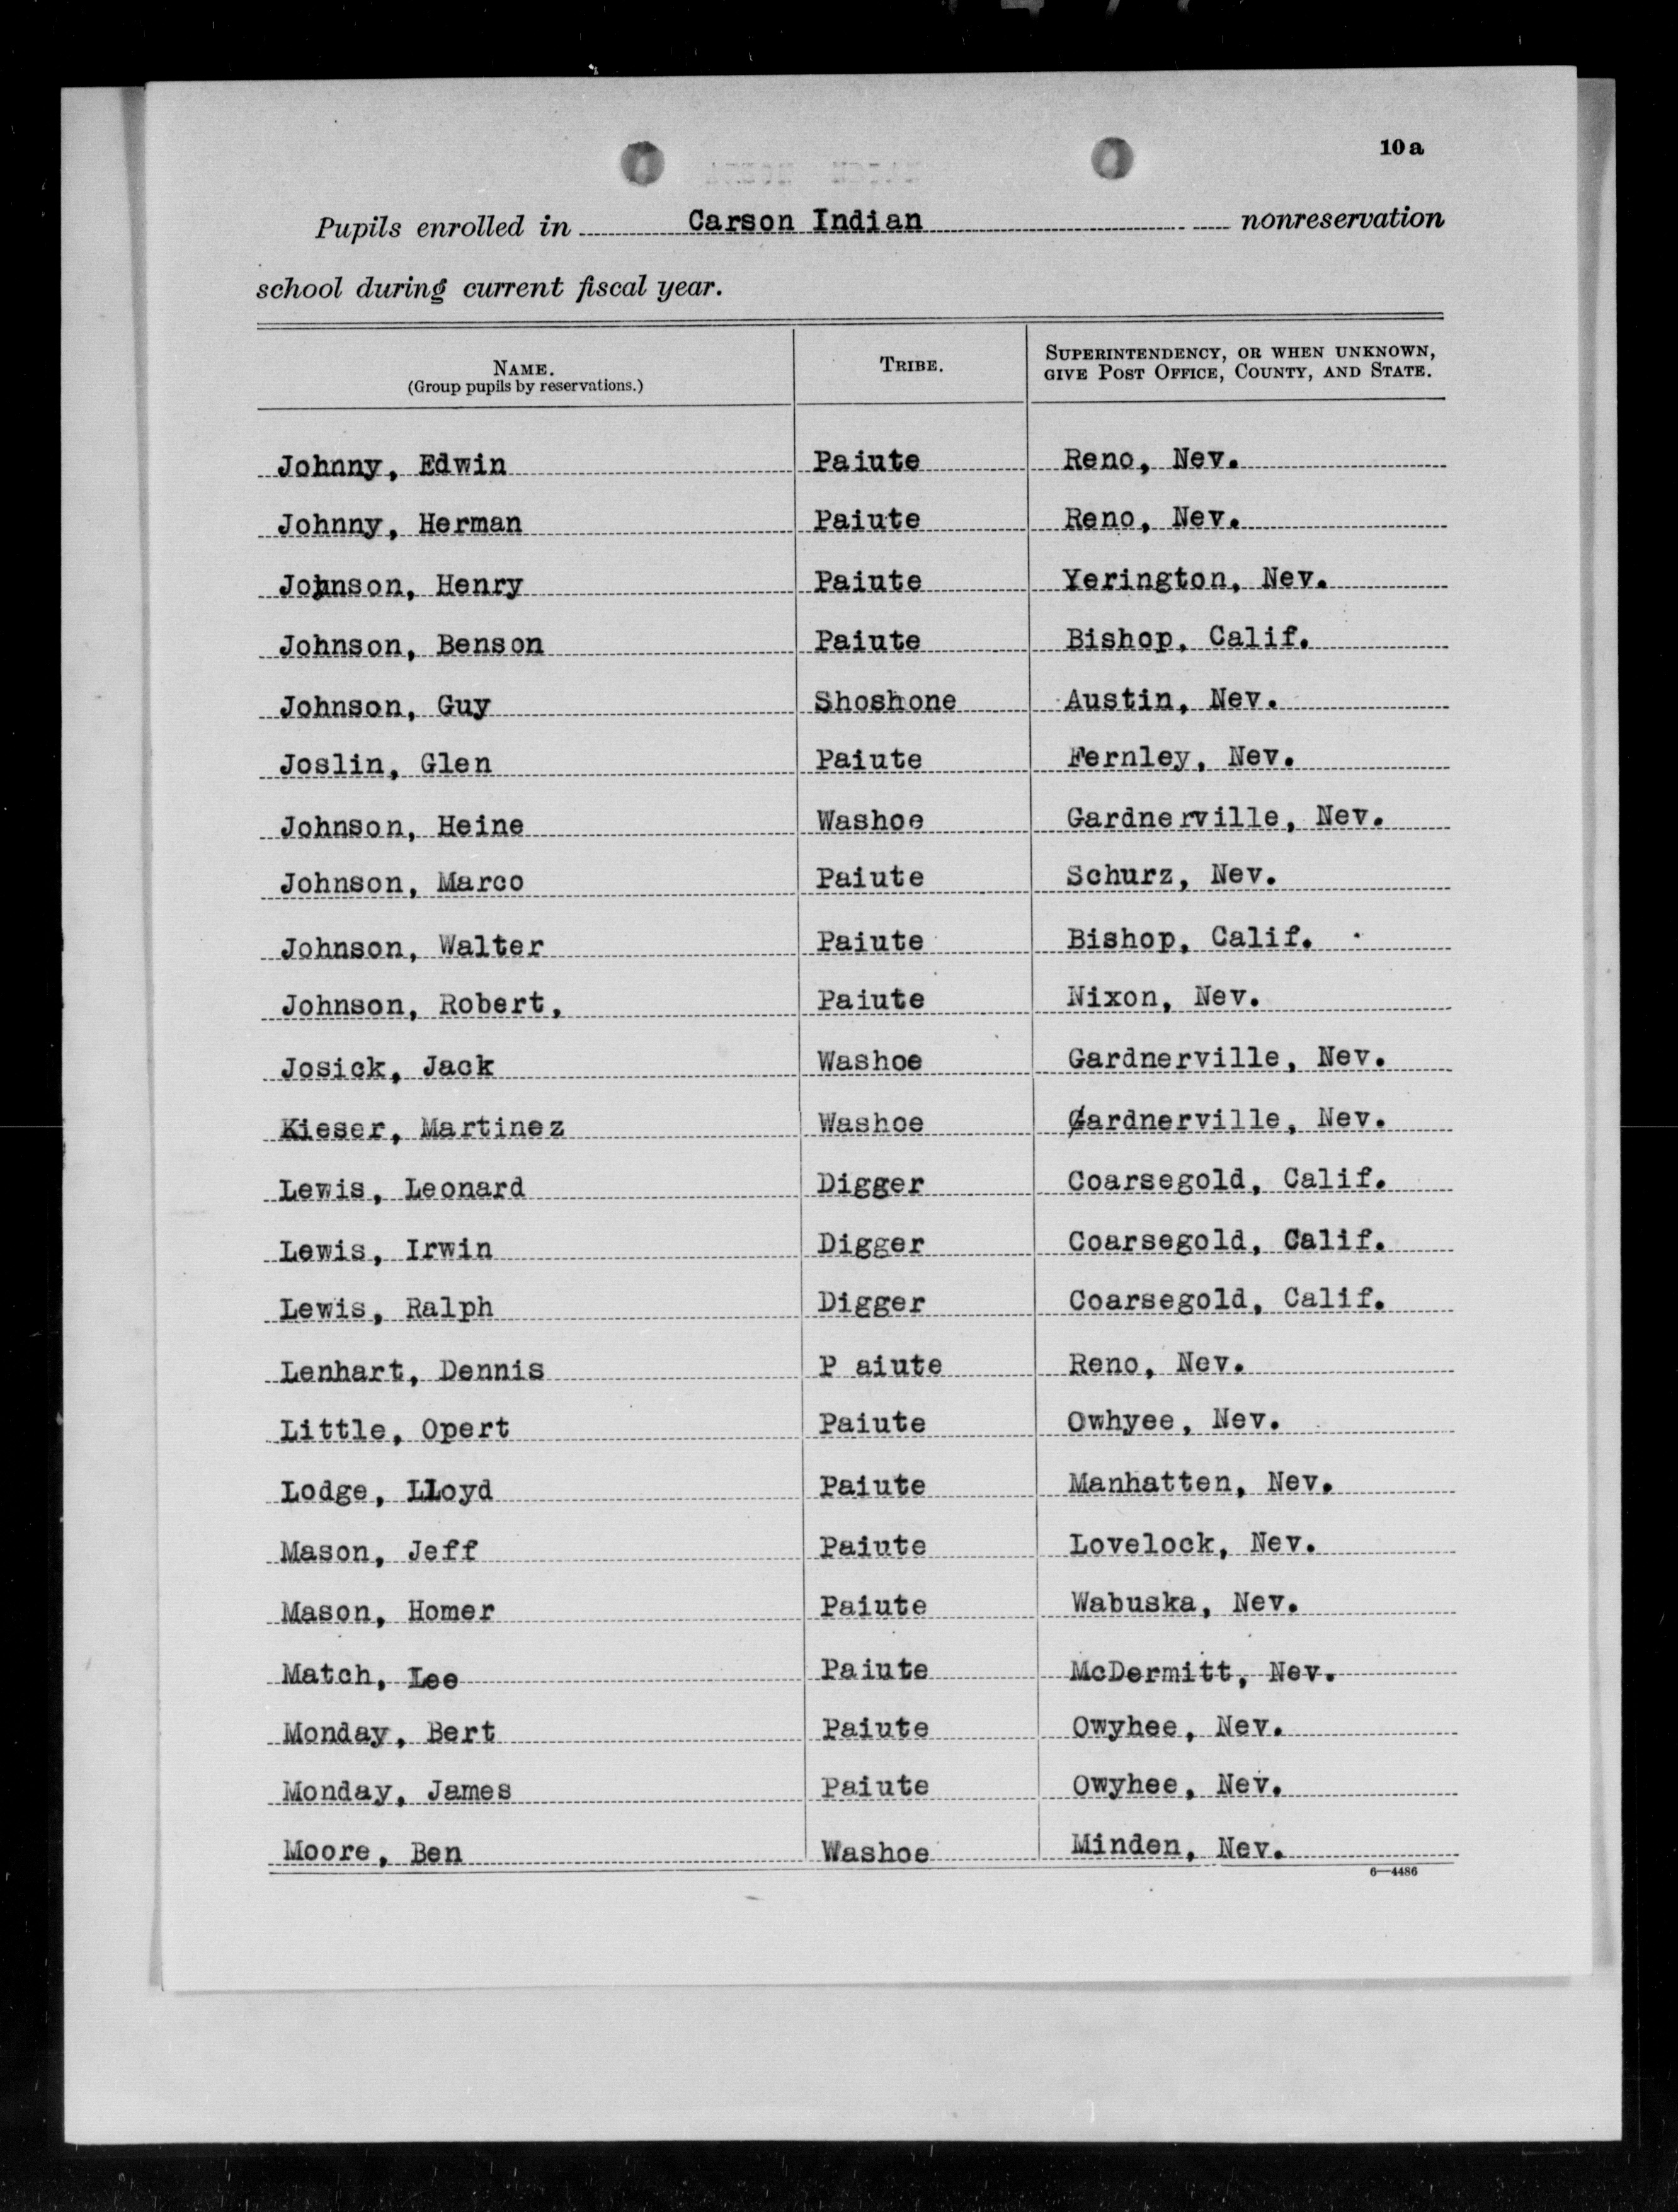 10a
Pupils enrolled in Carson Indian nonreservation
school during current fiscal year.
NAME. TRIBE. SUPERINTENDENCY, OR WHEN UNKNOWN,
(Group pupils by reservations.) GIVE POST OFFICE, COUNTY, AND STATE.
Johnny, Edwin Paiute Reno, Nev.
Johnny, Herman Paiute Reno, Nev.
Johnson, Henry Paiute Yerington, Nev.
Johnson, Benson Paiute Bishop, Calif.
Johnson, Guy Shoshone Austin, Nev.
Joslin, Glen Paiute Fernley, Nev.
Johnson, Heine Washoe Gardnerville, Nev.
Johnson, Marco Paiute Schurz, Nev.
Johnson, Walter Paiute Bishop, Calif.
Johnson, Robert, Paiute Nixon, Nev.
Josick, Jack Washoe Gardnerville, Nev.
Kieser, Martinez Washoe Gardnerville, Nev.
Lewis, Leonard Digger Coarsegold, Calif.
Lewis, Irwin Digger Coarsegold, Calif.
Lewis, Ralph Digger Coarsegold, Calif.
Lenhart, Dennis P aiute Reno, Nev.
Little, Opert Paiute Owhyee, Nev.
Lodge, LLoyd Paiute Manhatten, Nev.
Mason, Jeff Paiute Lovelock, Nev.
Mason, Homer Paiute Wabuska, Nev.
Match, Lee Paiute McDermitt, Nev.
Monday, Bert Paiute Owyhee, Nev.
Monday, James Paiute Owyhee, Nev.
Moore, Ben Washoe Minden, Nev.
6—4486